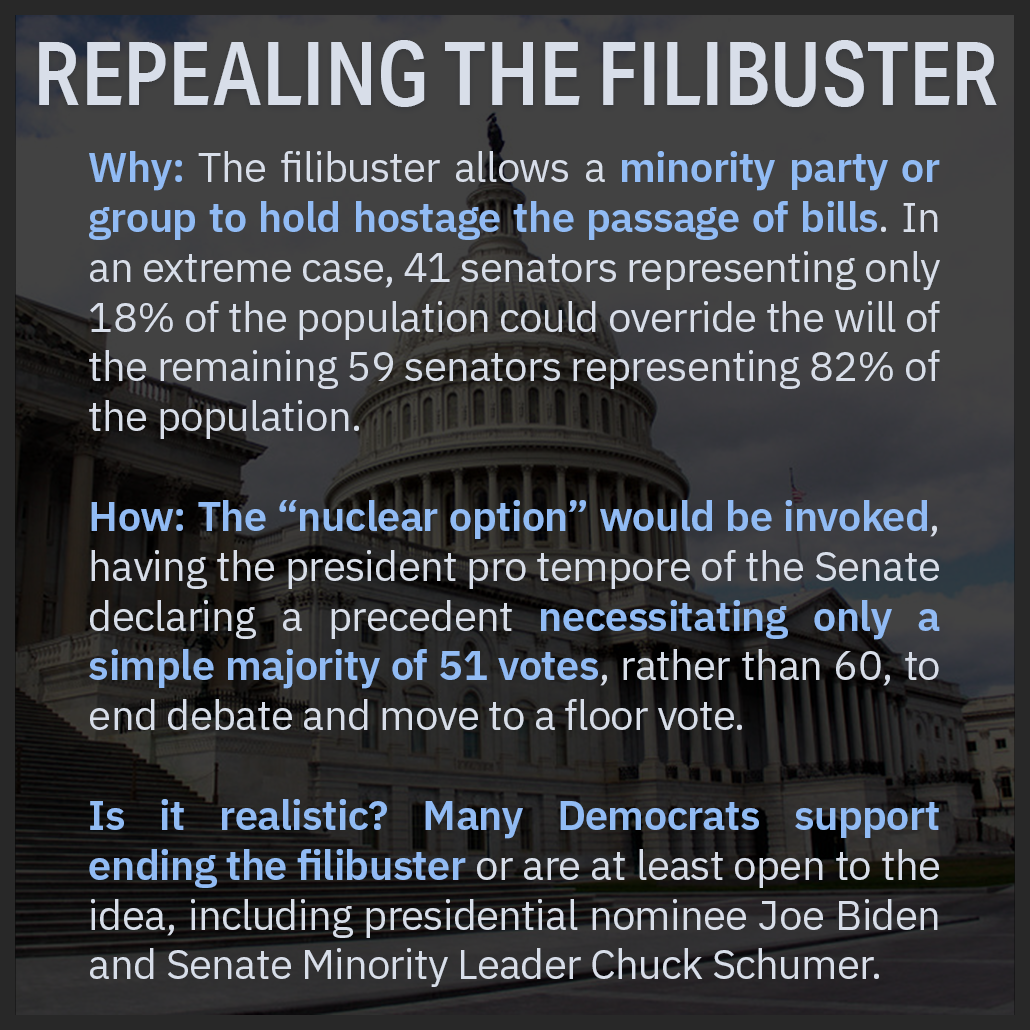 REPEALING THE FILIBUSTER
Why: The filibuster allows a minority party or
group to hold hostage the passage of bills. In
an extreme case, 41 senators representing only
18% of the population could override the will of
the remaining 59 senators representing 82% of
the population.
How: The “nuclear option” would be invoked,
having the president pro tempore of the Senate
declaring a precedent necessitating only a
simple majority of 51 votes, rather than 60, to
end debate and move to a floor vote.
Is it realistic? Many Democrats support
ending the filibuster or are at least open to the
idea, including presidential nominee Joe Biden
and Senate Minority Leader Chuck Schumer.